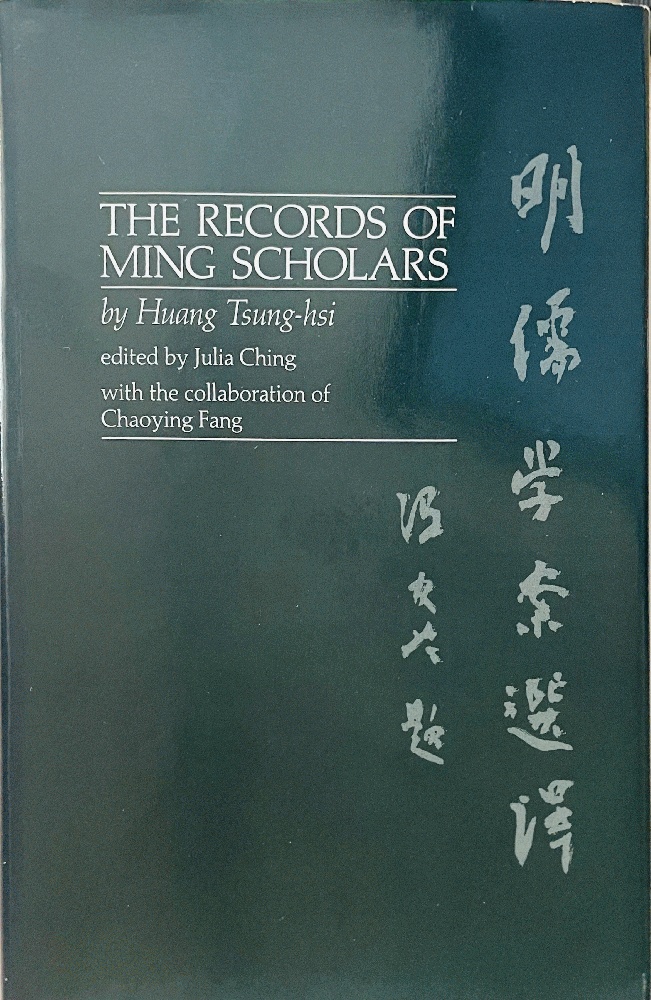 THE RECORDS OF
MING SCHOLARS
by Huang Tsung-hsi
edited by Julia Ching
with the collaboration of
Chaoying Fang
明儒学案選譯
題